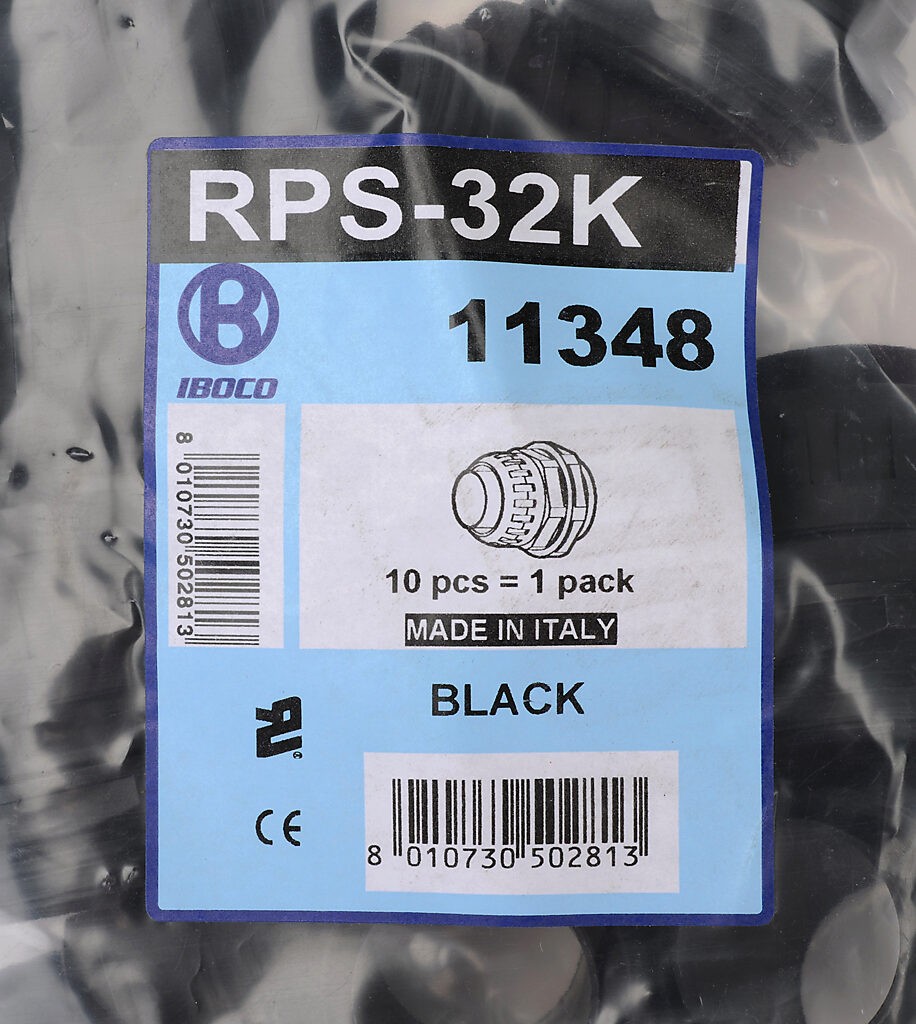 RPS-32K
B
IBOCO
11348
8 010730 502813
10 pcs = 1 pack
MADE IN ITALY
BLACK
RU®
CE
8 010730 502813